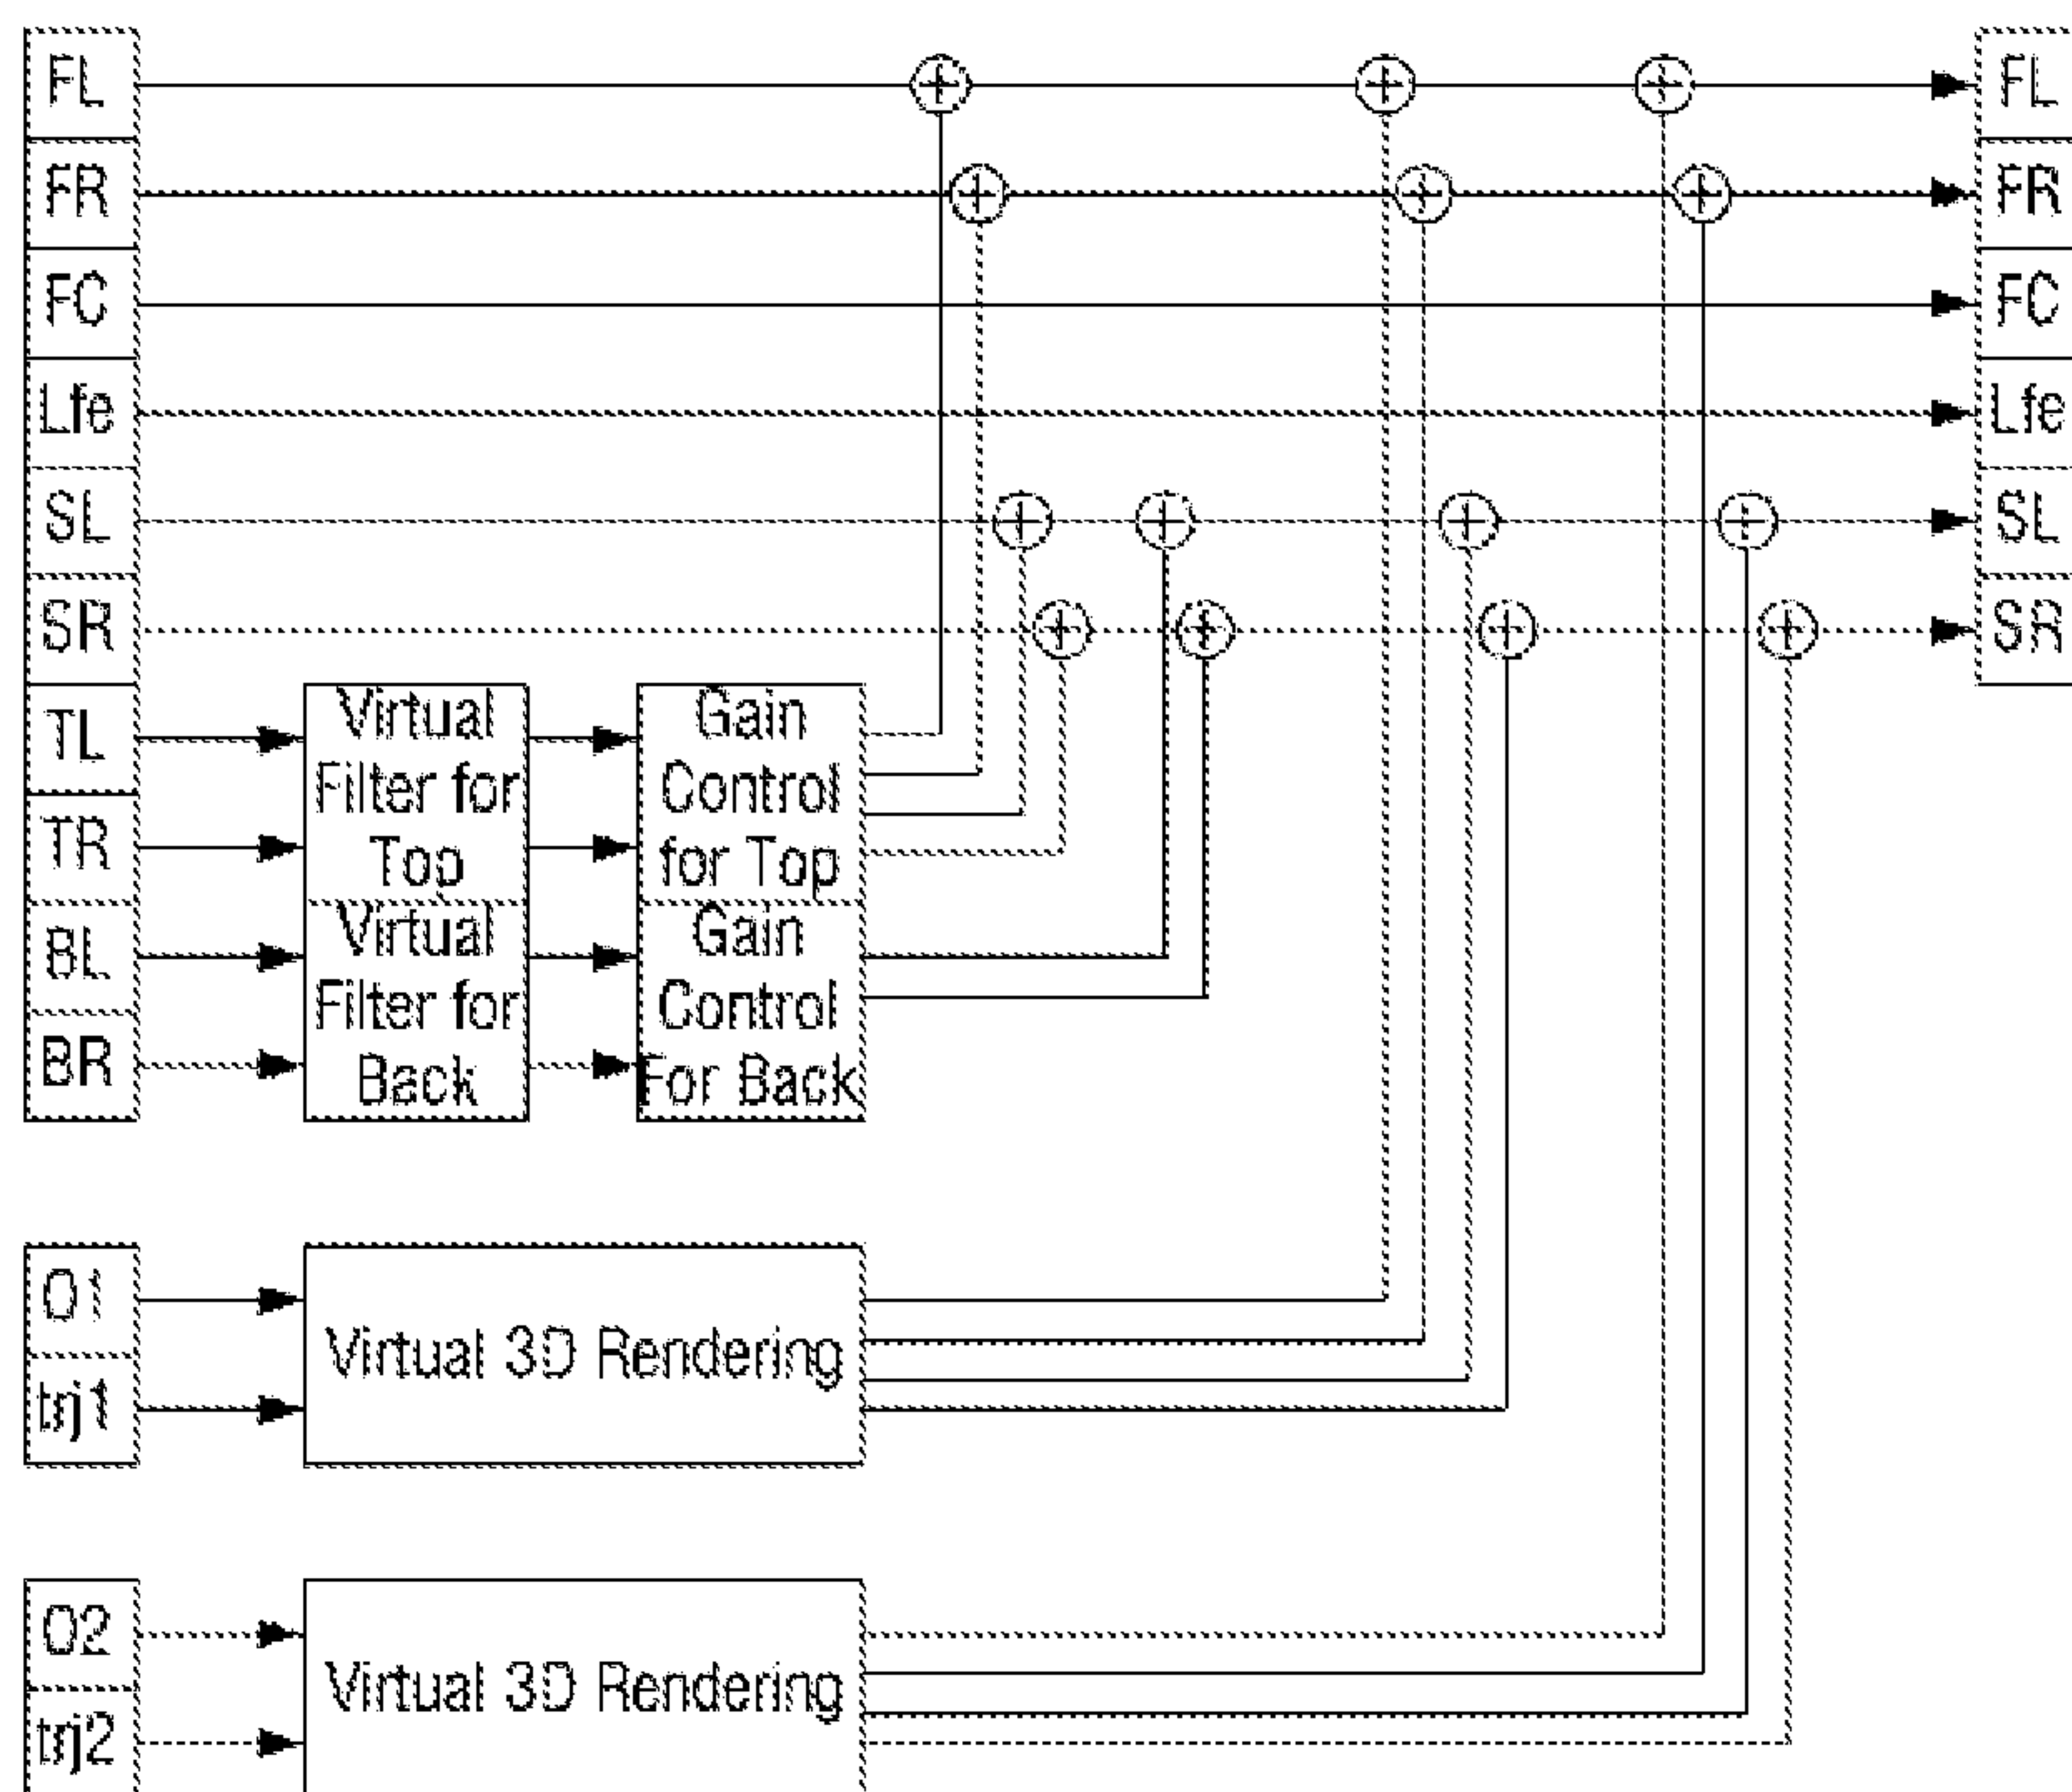 FL
FR
FC
Lfe
SL
SR
TL
TR
BL
BR
Virtual
Filter for
Top
Virtual
Filter for
Back
Gain
Control
for Top
Gain
Control
For Back
O1
trj1
Virtual 3D Rendering
O2
trj2
Virtual 3D Rendering
FL
FR
FC
Lfe
SL
SR